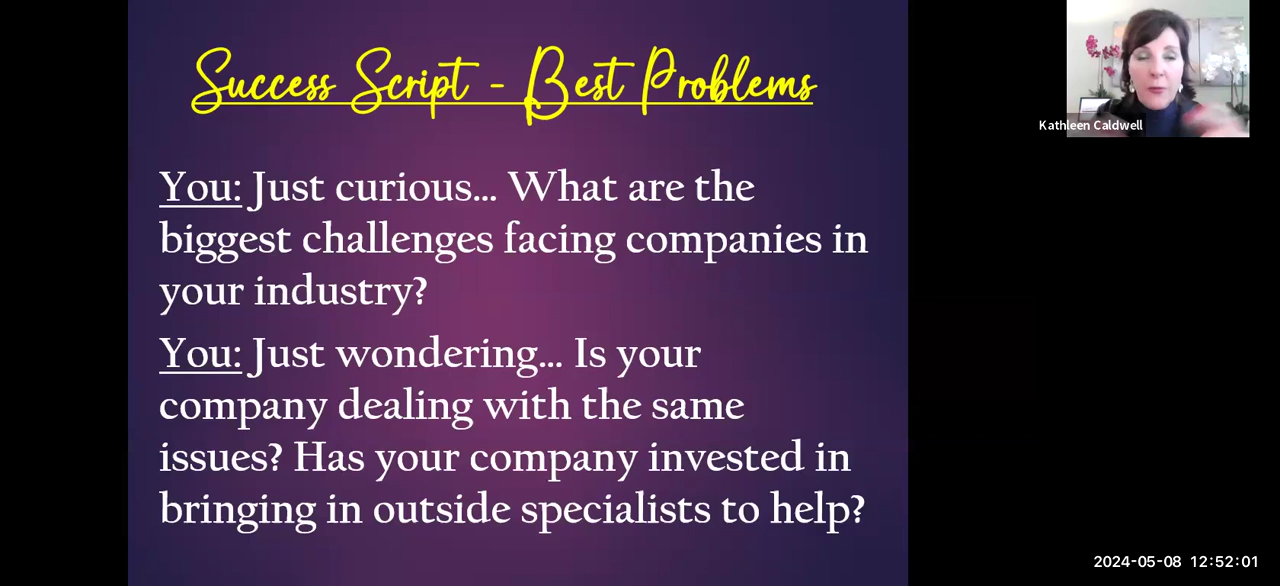 Success Script - Best Problems
You: Just curious... What are the
biggest challenges facing companies in
your industry?
You: Just wondering... Is your
company dealing with the same
issues? Has your company invested in
bringing in outside specialists to help?
Kathleen Caldwell
2024-05-08 12:52:01